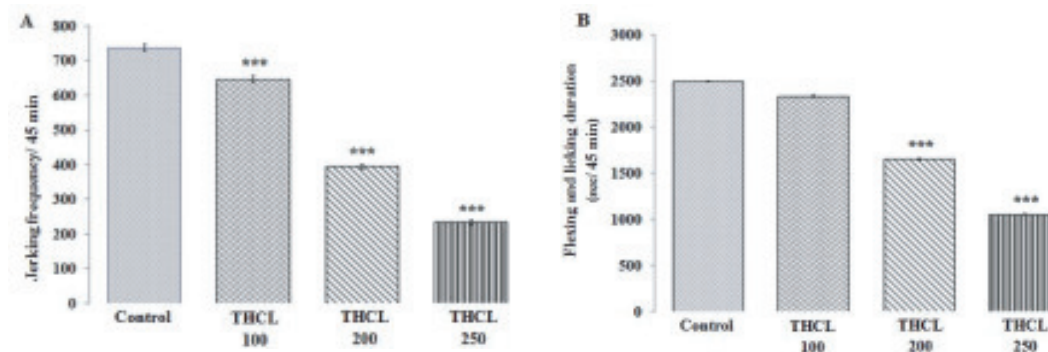 A
Jerking frequency/ 45 min
800
700
600
500
400
300
200
100
0
***
***
***
Control
THCL
100
THCL
200
THCL
250
B
Flexing and licking duration
(sec/ 45 min)
3000
2500
2000
1500
1000
500
0
***
***
Control
THCL
100
THCL
200
THCL
250